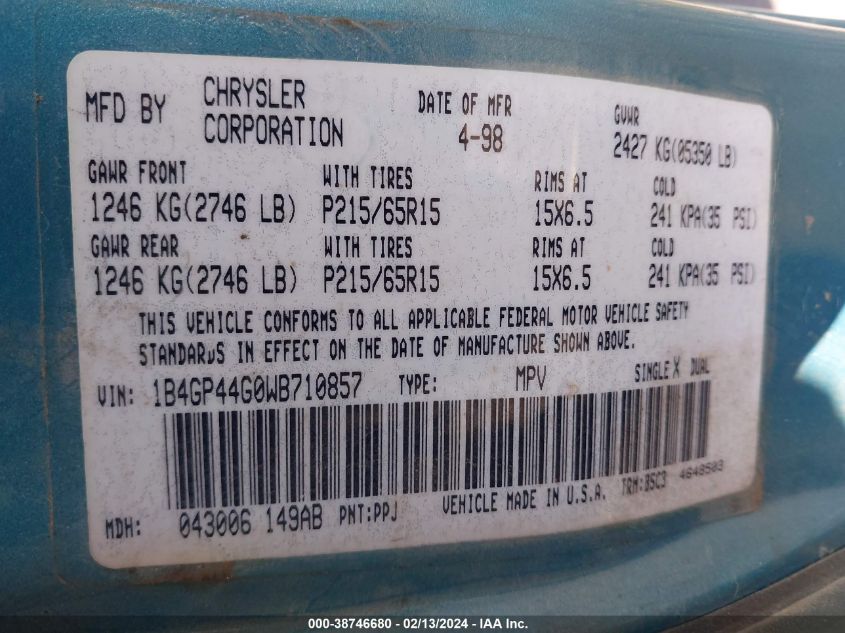 MFD BY CHRYSLER CORPORATION DATE OF MFR 4-98 GVWR 2427 KG(05350 LB)
GAWR FRONT WITH TIRES RIMS AT COLD
1246 KG(2746 LB) P215/65R15 15X6.5 241 KPA(35 PSI)
GAWR REAR WITH TIRES RIMS AT COLD
1246 KG(2746 LB) P215/65R15 15X6.5 241 KPA(35 PSI)
THIS VEHICLE CONFORMS TO ALL APPLICABLE FEDERAL MOTOR VEHICLE SAFETY
STANDARDS IN EFFECT ON THE DATE OF MANUFACTURE SHOWN ABOVE.
VIN: 1B4GP44G0WB710857 TYPE: MPV SINGLE X DUAL
MDH: 043006 149AB PNT:PPJ VEHICLE MADE IN U.S.A. TRM:BSC3 4648503
000-38746680 - 02/13/2024 - IAAI.com